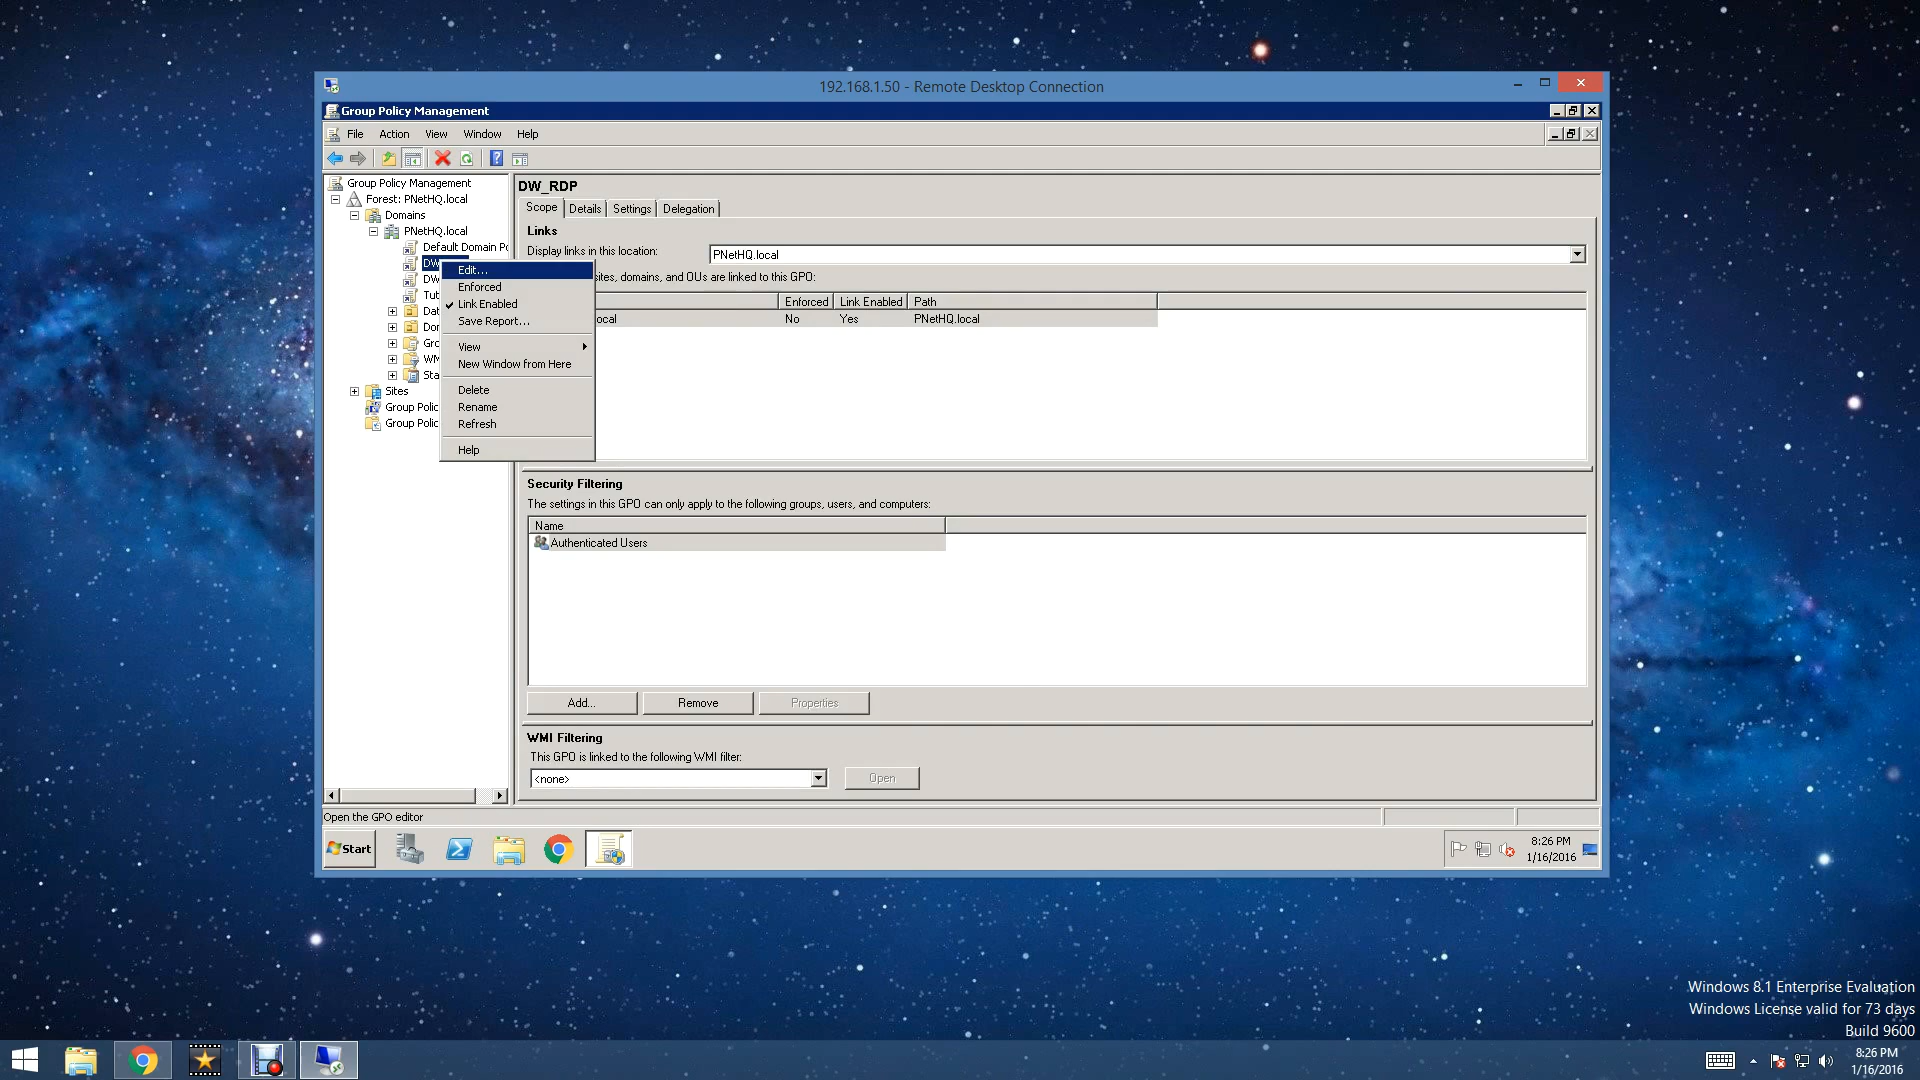 192.168.1.50 - Remote Desktop Connection
Group Policy Management
File Action View Window Help
Group Policy Management
Forest: PNetHQ.local
Domains
PNetHQ.local
Default Domain Po
DW
DW
Tut
Dat
Dor
Gro
WM
Sta
Sites
Group Polic
Group Polic
Edit...
Enforced
Link Enabled
Save Report...
View
New Window from Here
Delete
Rename
Refresh
Help
DW_RDP
Scope Details Settings Delegation
Links
Display links in this location: PNetHQ.local
sites, domains, and OUs are linked to this GPO:
Enforced Link Enabled Path
ocal No Yes PNetHQ.local
Security Filtering
The settings in this GPO can only apply to the following groups, users, and computers:
Name
Authenticated Users
Add... Remove Properties
WMI Filtering
This GPO is linked to the following WMI filter:
<none> Open
Open the GPO editor
Start
8:26 PM
1/16/2016
Windows 8.1 Enterprise Evaluation
Windows License valid for 73 days
Build 9600
8:26 PM
1/16/2016